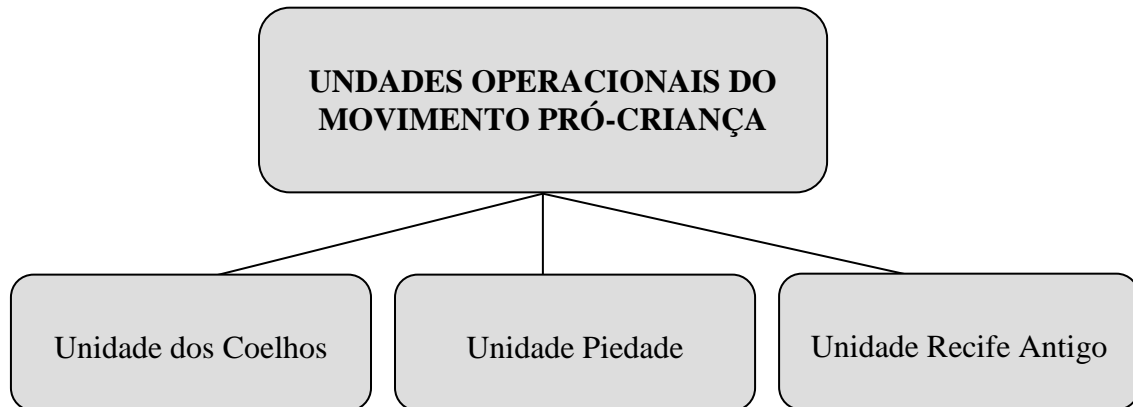 UNDADES OPERACIONAIS DO
MOVIMENTO PRÓ-CRIANÇA
Unidade dos Coelhos
Unidade Piedade
Unidade Recife Antigo